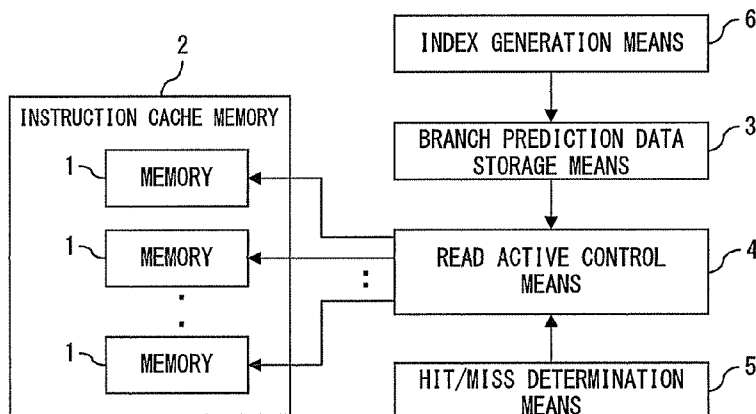 6
INDEX GENERATION MEANS
2
INSTRUCTION CACHE MEMORY
BRANCH PREDICTION DATA
STORAGE MEANS
3
1
MEMORY
1
MEMORY
READ ACTIVE CONTROL
MEANS
4
1
MEMORY
HIT/MISS DETERMINATION
MEANS
5